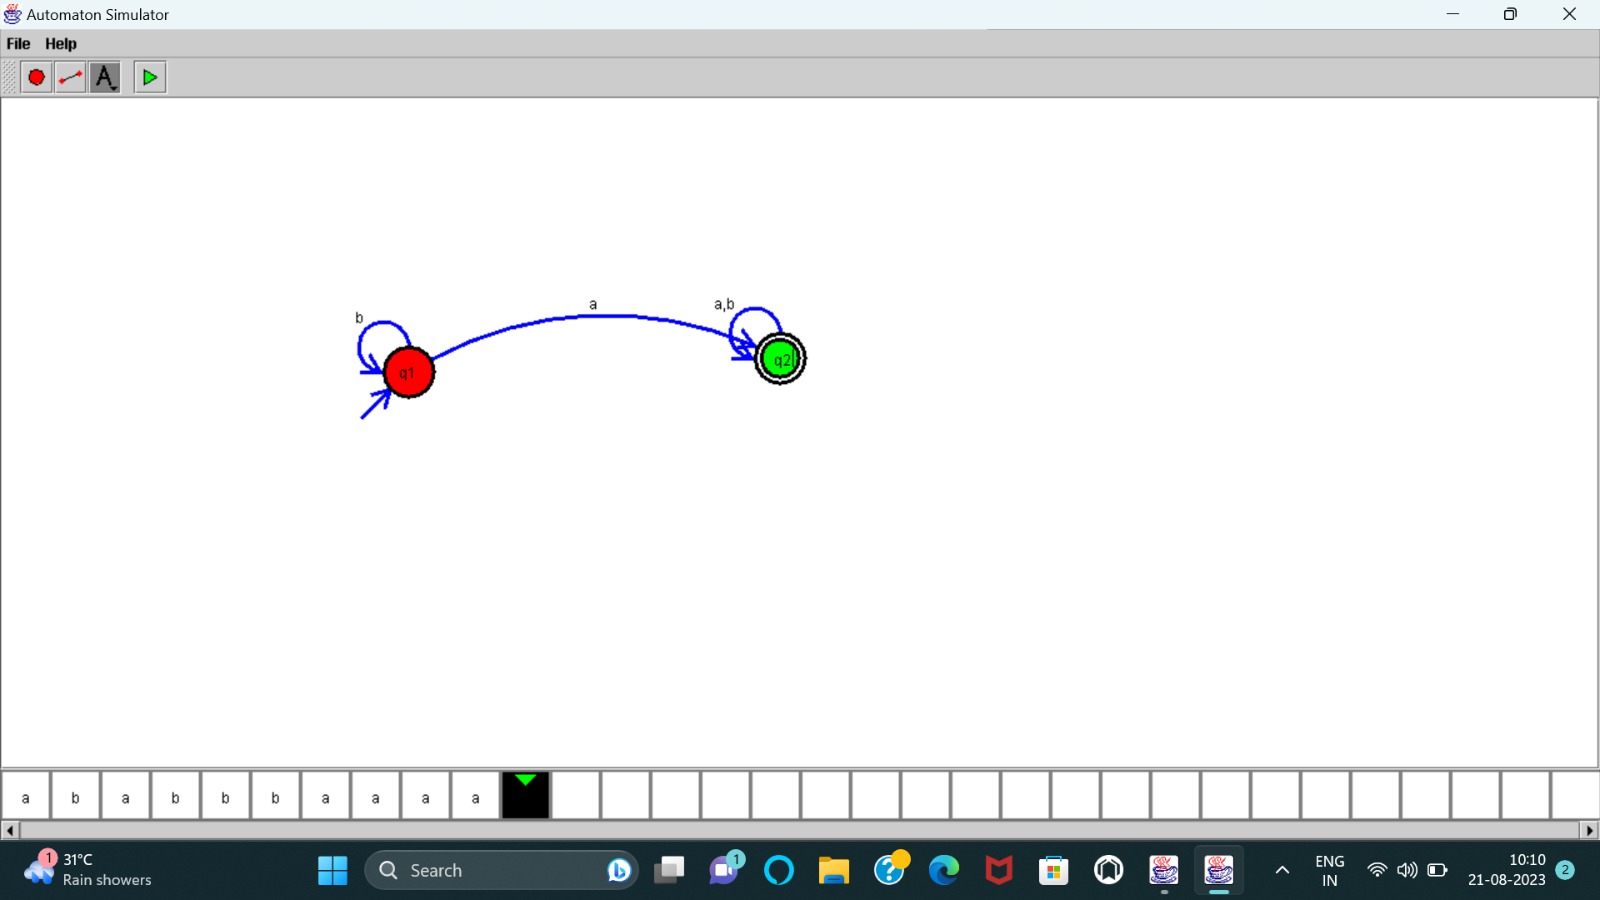 Automaton Simulator
File Help
A
b
a
a,b
q1
q2
a b a b b b a a a a
1
31°C
Rain showers
Search
1
ENG
IN
10:10
21-08-2023
2